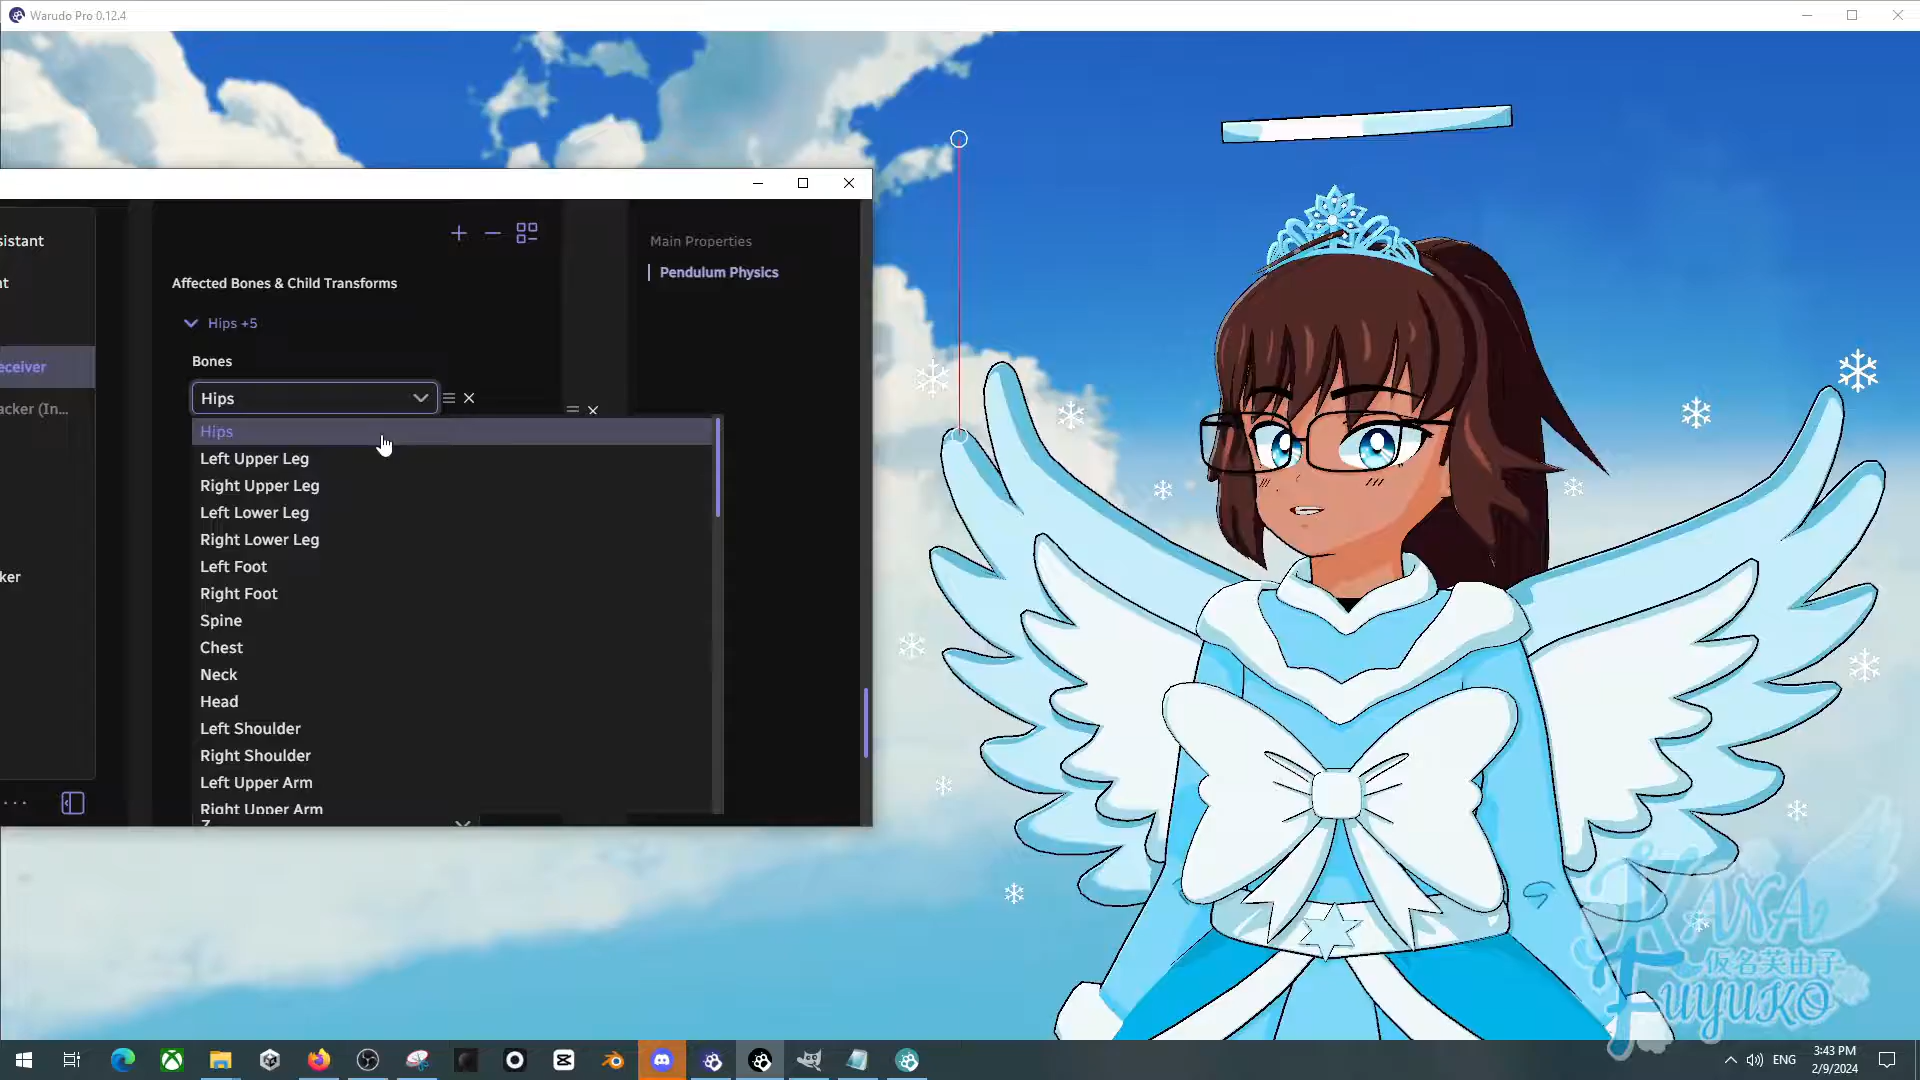 Warudo Pro 0.12.4
sistant
nt
eceiver
acker (In...
ker
Affected Bones & Child Transforms
Hips +5
Bones
Hips
Hips
Left Upper Leg
Right Upper Leg
Left Lower Leg
Right Lower Leg
Left Foot
Right Foot
Spine
Chest
Neck
Head
Left Shoulder
Right Shoulder
Left Upper Arm
Right Upper Arm
Main Properties
Pendulum Physics
KANA
仮名芙由子
FUYUKO
ENG
3:43 PM
2/9/2024